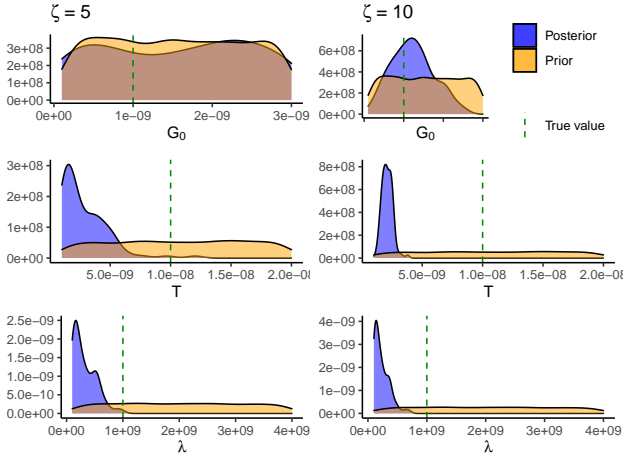 ζ = 5
ζ = 10
Posterior
Prior
True value
3e+08
2e+08
1e+08
0e+00
0e+00
1e−09
2e−09
3e−09
G₀
6e+08
4e+08
2e+08
0e+00
G₀
3e+08
2e+08
1e+08
0e+00
5.0e−09
1.0e−08
1.5e−08
2.0e−08
T
8e+08
6e+08
4e+08
2e+08
0e+00
5.0e−09
1.0e−08
1.5e−08
2.0e−08
T
2.5e−09
2.0e−09
1.5e−09
1.0e−09
5.0e−10
0.0e+00
0e+00
1e+09
2e+09
3e+09
4e+09
λ
4e−09
3e−09
2e−09
1e−09
0e+00
0e+00
1e+09
2e+09
3e+09
4e+09
λ